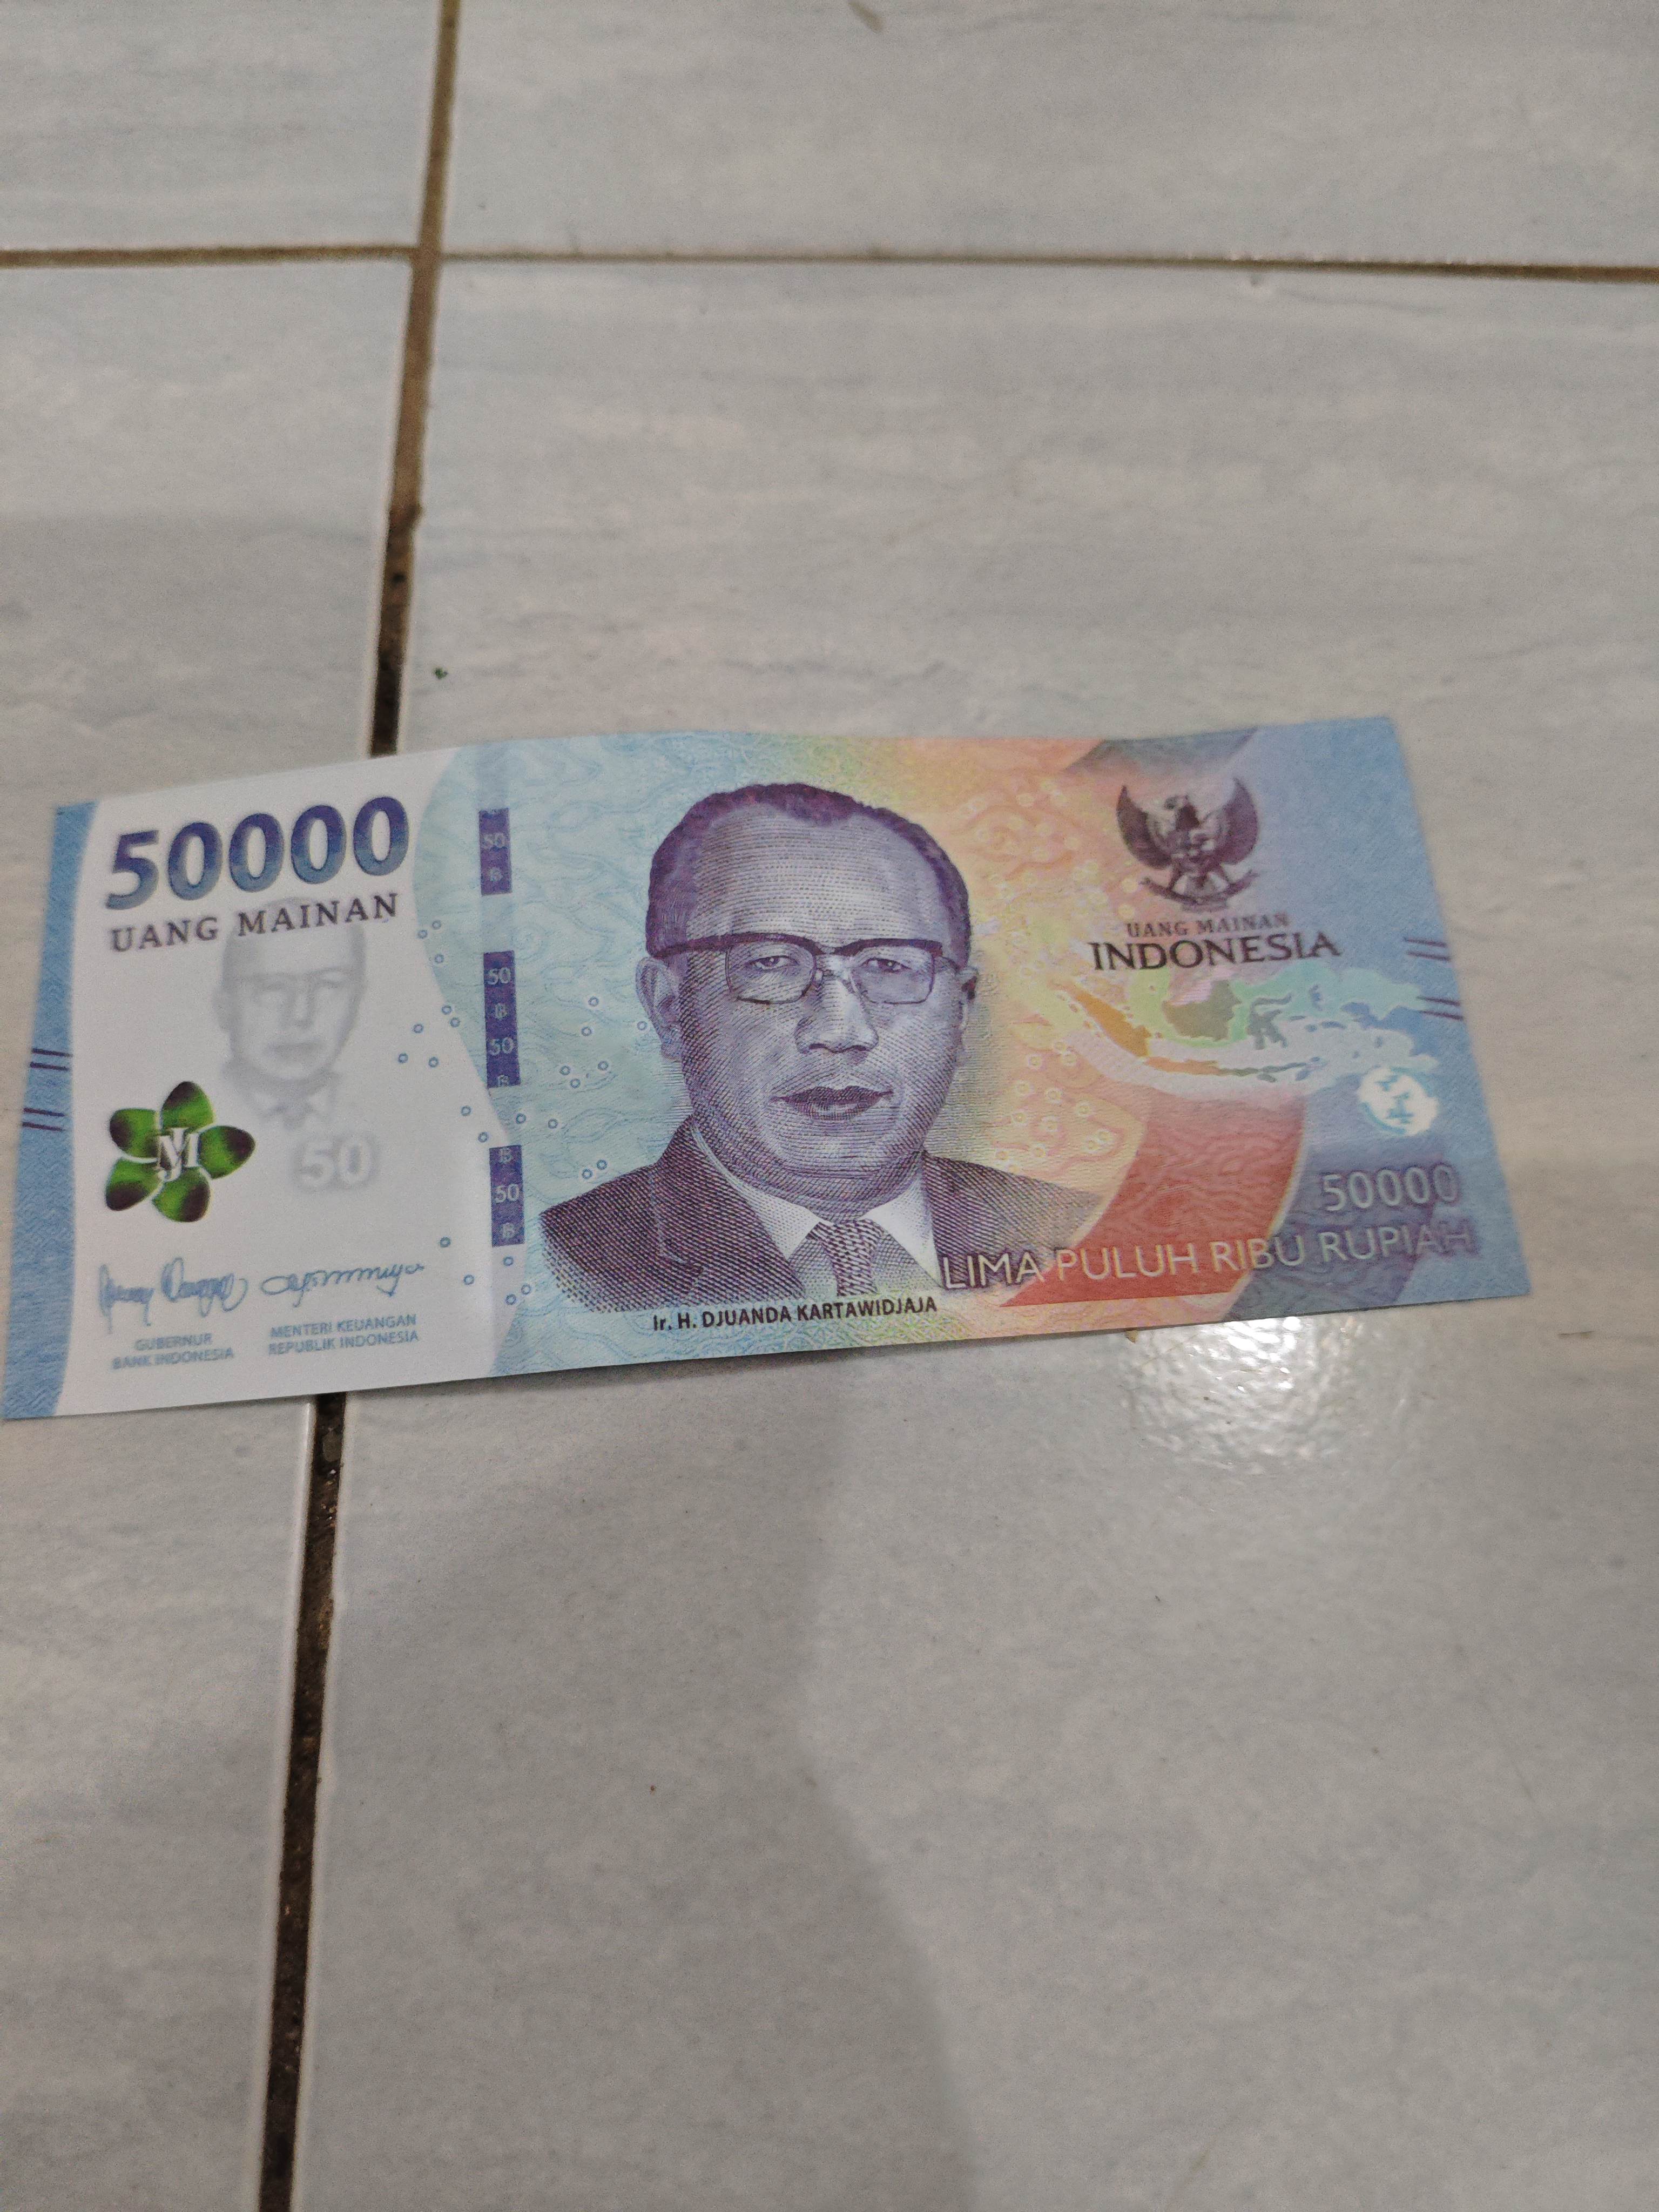 50000
UANG MAINAN
50
50
50
50
50
M
GUBERNUR
BANK INDONESIA
MENTERI KEUANGAN
REPUBLIK INDONESIA
Ir. H. DJUANDA KARTAWIDJAJA
UANG MAINAN
INDONESIA
50000
LIMA PULUH RIBU RUPIAH